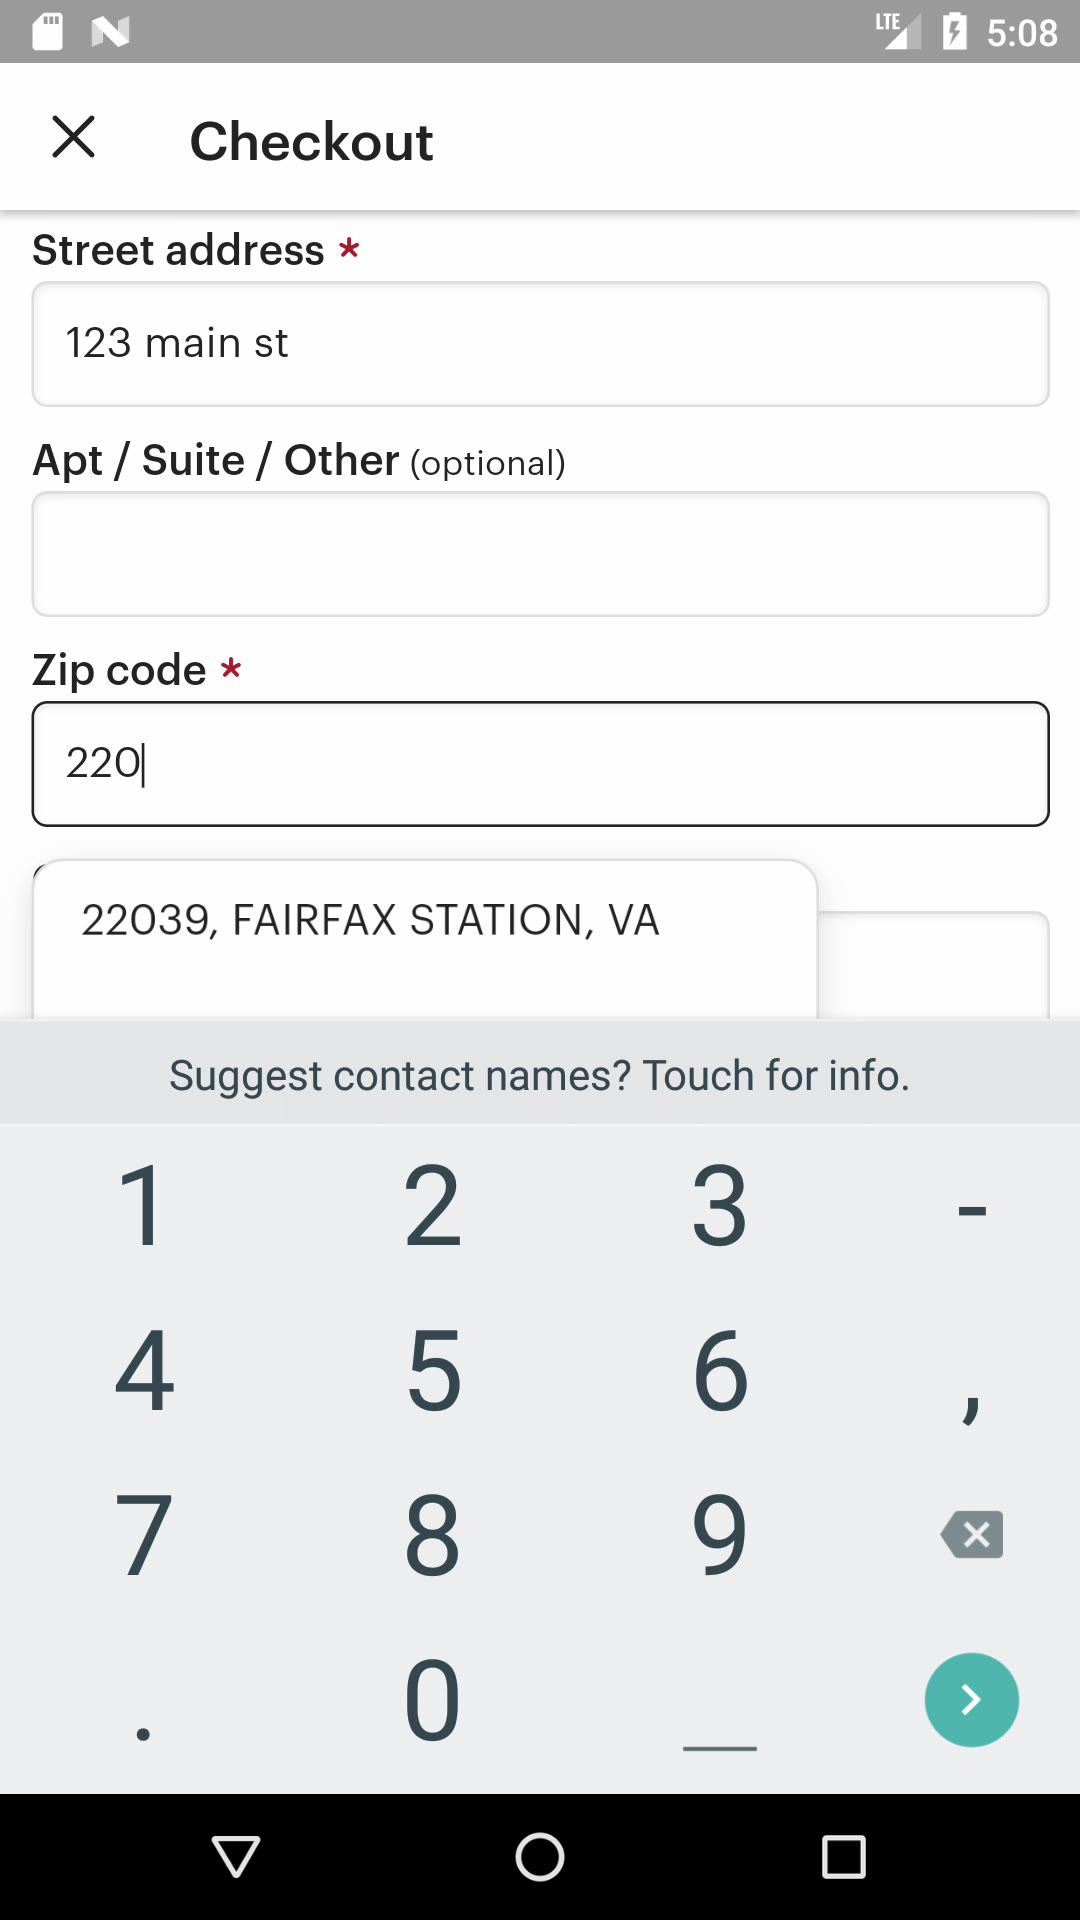 LTE 5:08
Checkout
Street address *
123 main st
Apt / Suite / Other (optional)
Zip code *
220
22039, FAIRFAX STATION, VA
Suggest contact names? Touch for info.
1 2 3 -
4 5 6 ,
7 8 9
. 0 _